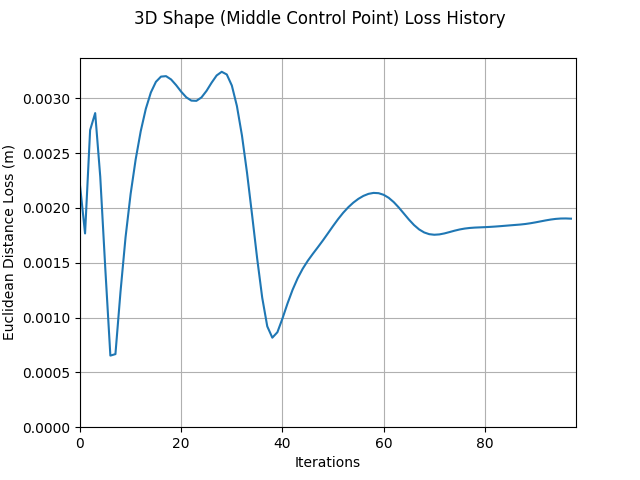 3D Shape (Middle Control Point) Loss History
0.0030
0.0025
0.0020
0.0015
0.0010
0.0005
0.0000
Euclidean Distance Loss (m)
0 20 40 60 80
Iterations